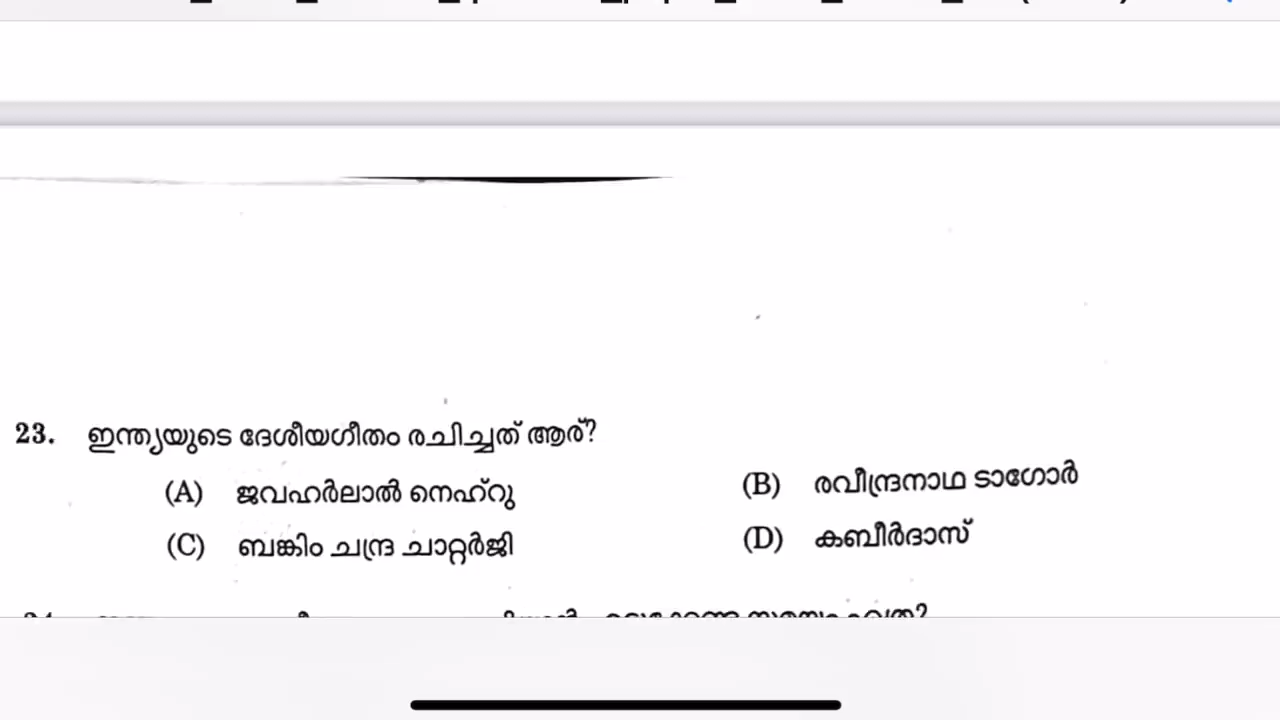 23. ഇന്ത്യയുടെ ദേശീയഗീതം രചിച്ചത് ആര്?
(A) ജവഹർലാൽ നെഹ്റു (B) രവീന്ദ്രനാഥ ടാഗോർ
(C) ബങ്കിം ചന്ദ്ര ചാറ്റർജി (D) കബീർദാസ്